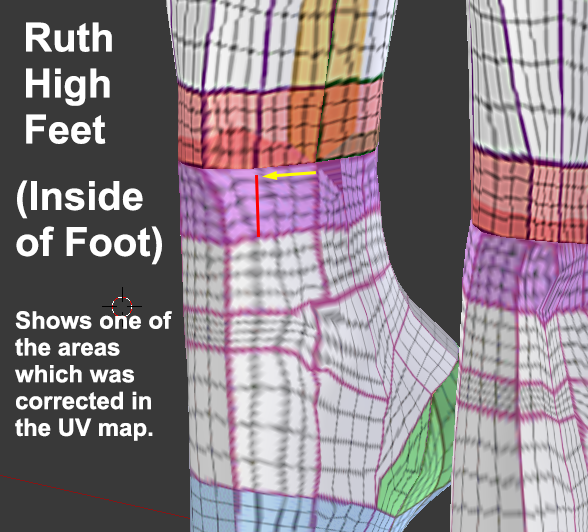 Ruth
High
Feet
(Inside
of Foot)
Shows one of
the areas
which was
corrected in
the UV map.